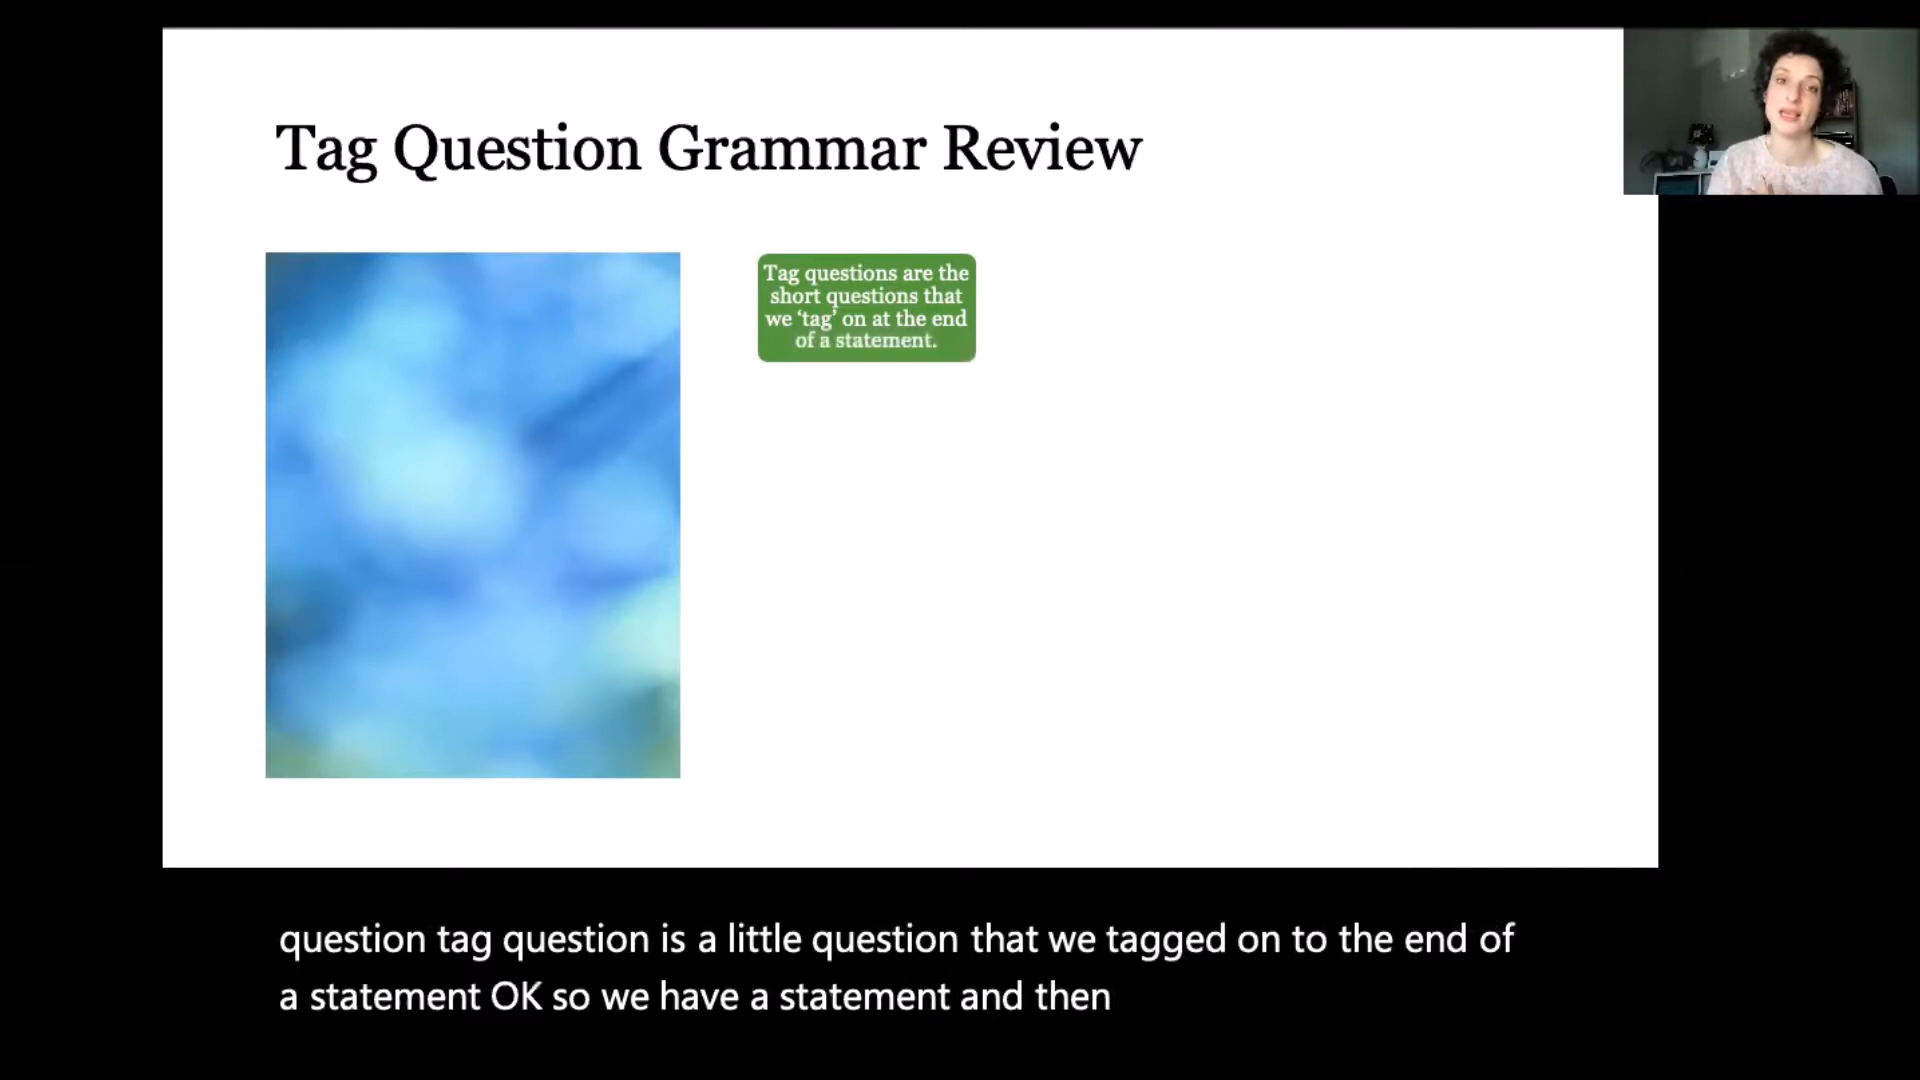 Tag Question Grammar Review
Tag questions are the
short questions that
we ‘tag’ on at the end
of a statement.
question tag question is a little question that we tagged on to the end of
a statement OK so we have a statement and then